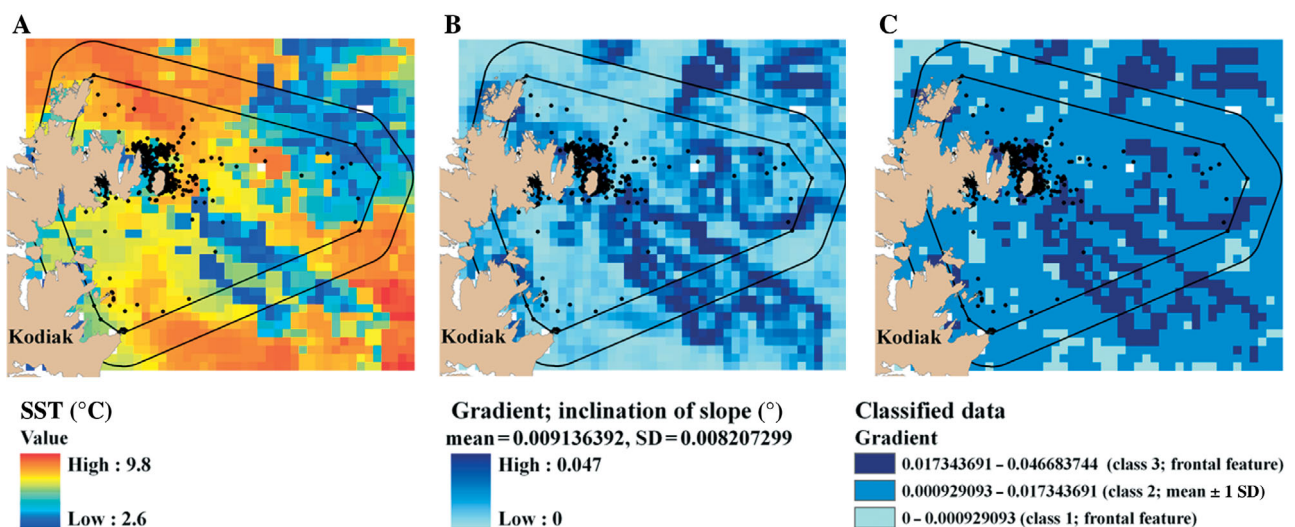 A
B
C
Kodiak
Kodiak
Kodiak
SST (°C)
Value
High : 9.8
Low : 2.6
Gradient; inclination of slope (°)
mean = 0.009136392, SD = 0.008207299
High : 0.047
Low : 0
Classified data
Gradient
0.017343691 – 0.046683744 (class 3; frontal feature)
0.000929093 – 0.017343691 (class 2; mean ± 1 SD)
0 – 0.000929093 (class 1; frontal feature)